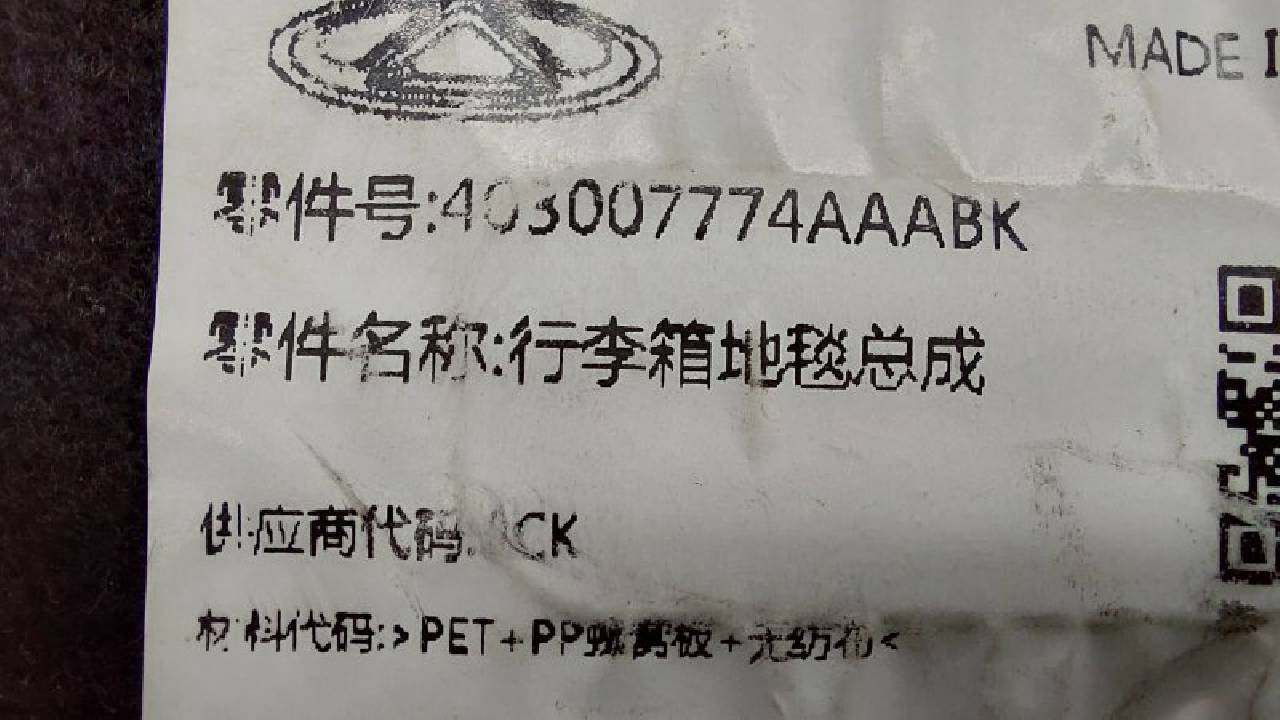 MADE I
零件号:403007774AAABK
零件名称:行李箱地毯总成
供应商代码: CK
材料代码:>PET+PP蜂窝板+无纺布<